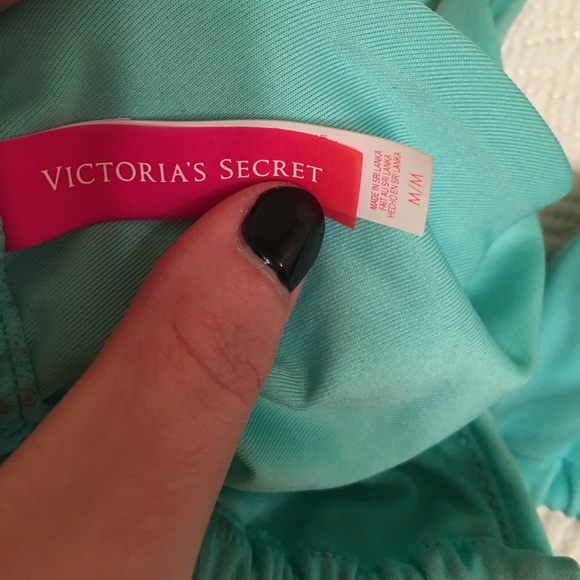 VICTORIA'S SECRET
MADE IN SRI LANKA
FAIT AU SRI LANKA
HECHO EN SRI LANKA
M/M